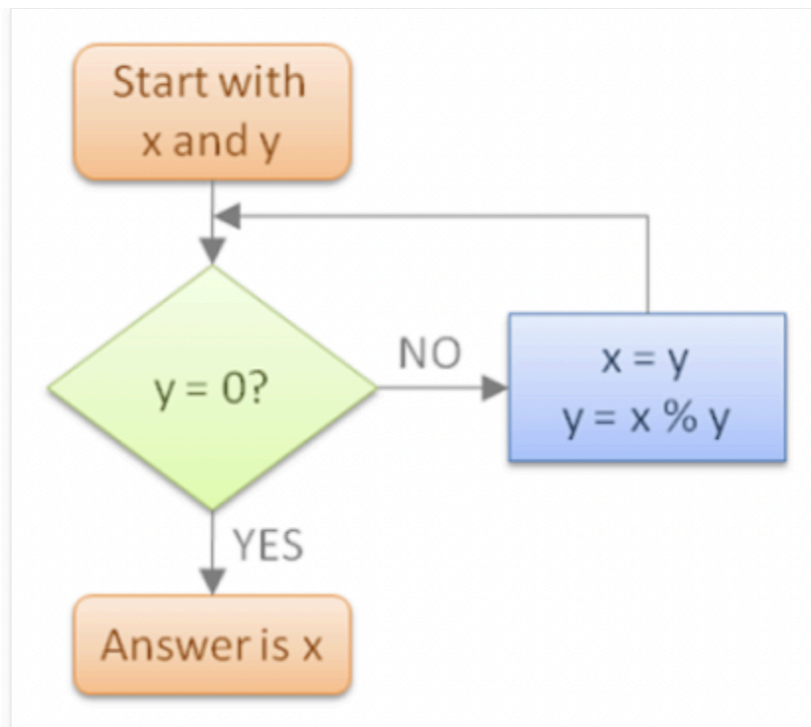 Start with
x and y
y = 0?
NO
x = y
y = x % y
YES
Answer is x